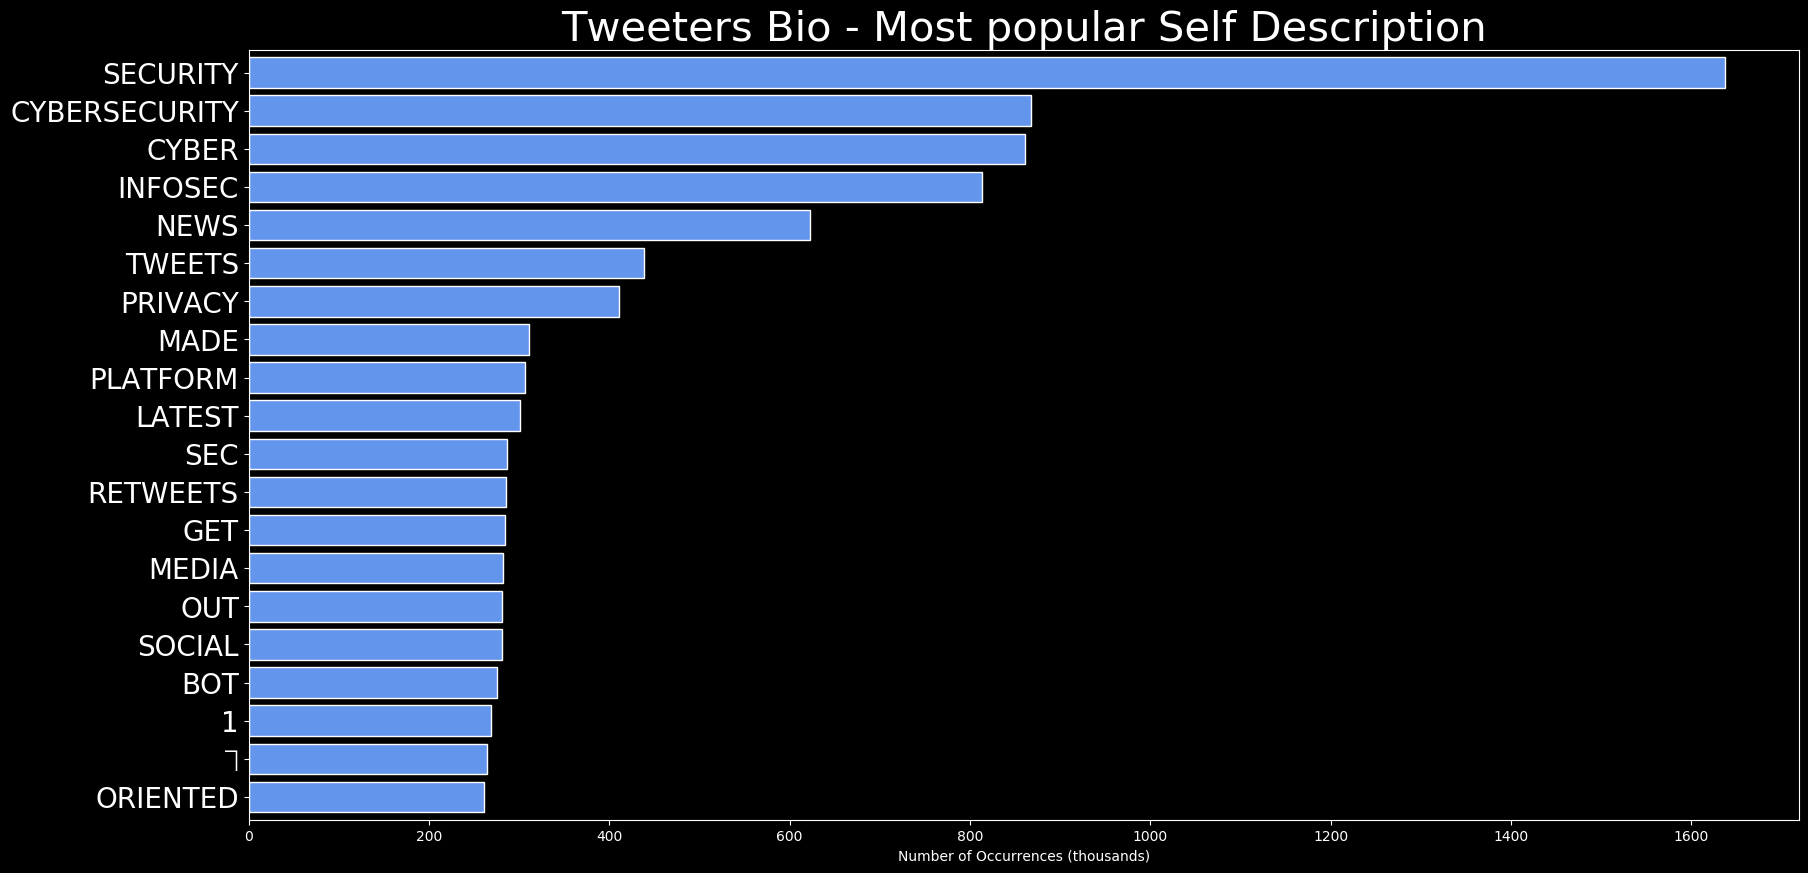 Tweeters Bio - Most popular Self Description
SECURITY
CYBERSECURITY
CYBER
INFOSEC
NEWS
TWEETS
PRIVACY
MADE
PLATFORM
LATEST
SEC
RETWEETS
GET
MEDIA
OUT
SOCIAL
BOT
1
ORIENTED
0 200 400 600 800 1000 1200 1400 1600
Number of Occurrences (thousands)